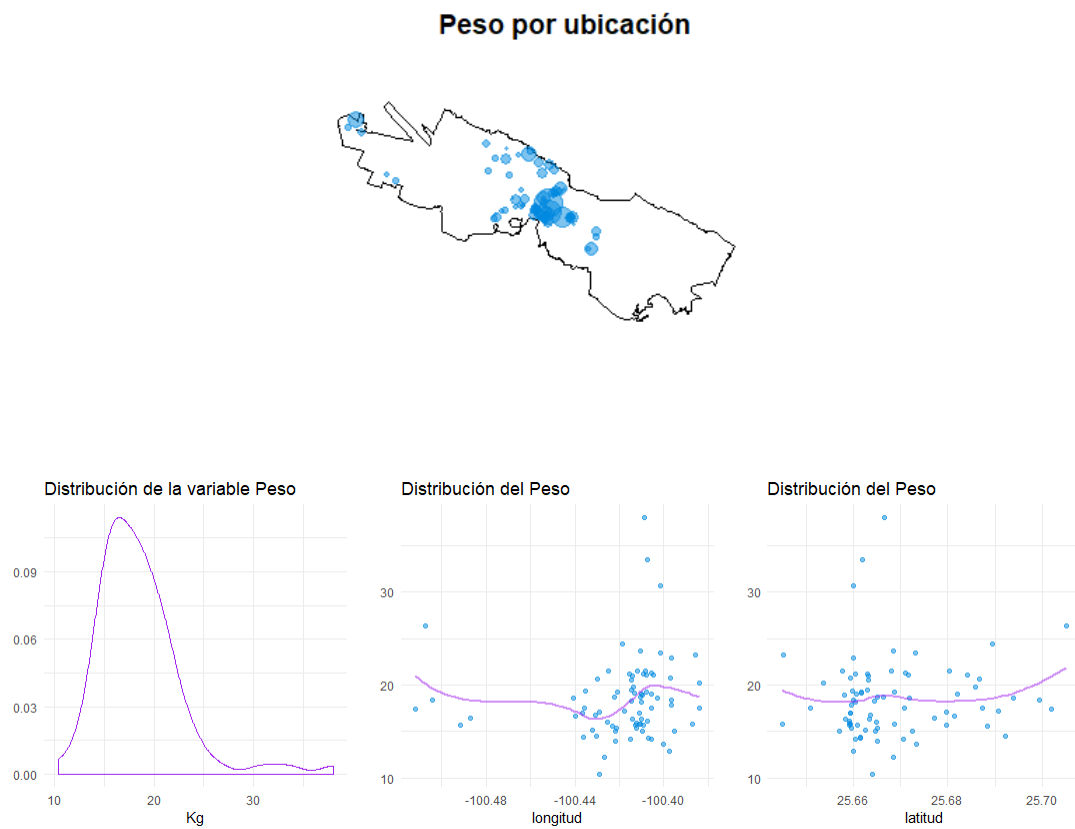 Peso por ubicación
Distribución de la variable Peso
0.09
0.06
0.03
0.00
10 20 30
Kg
Distribución del Peso
30
20
10
-100.48 -100.44 -100.40
longitud
Distribución del Peso
30
20
10
25.66 25.68 25.70
latitud